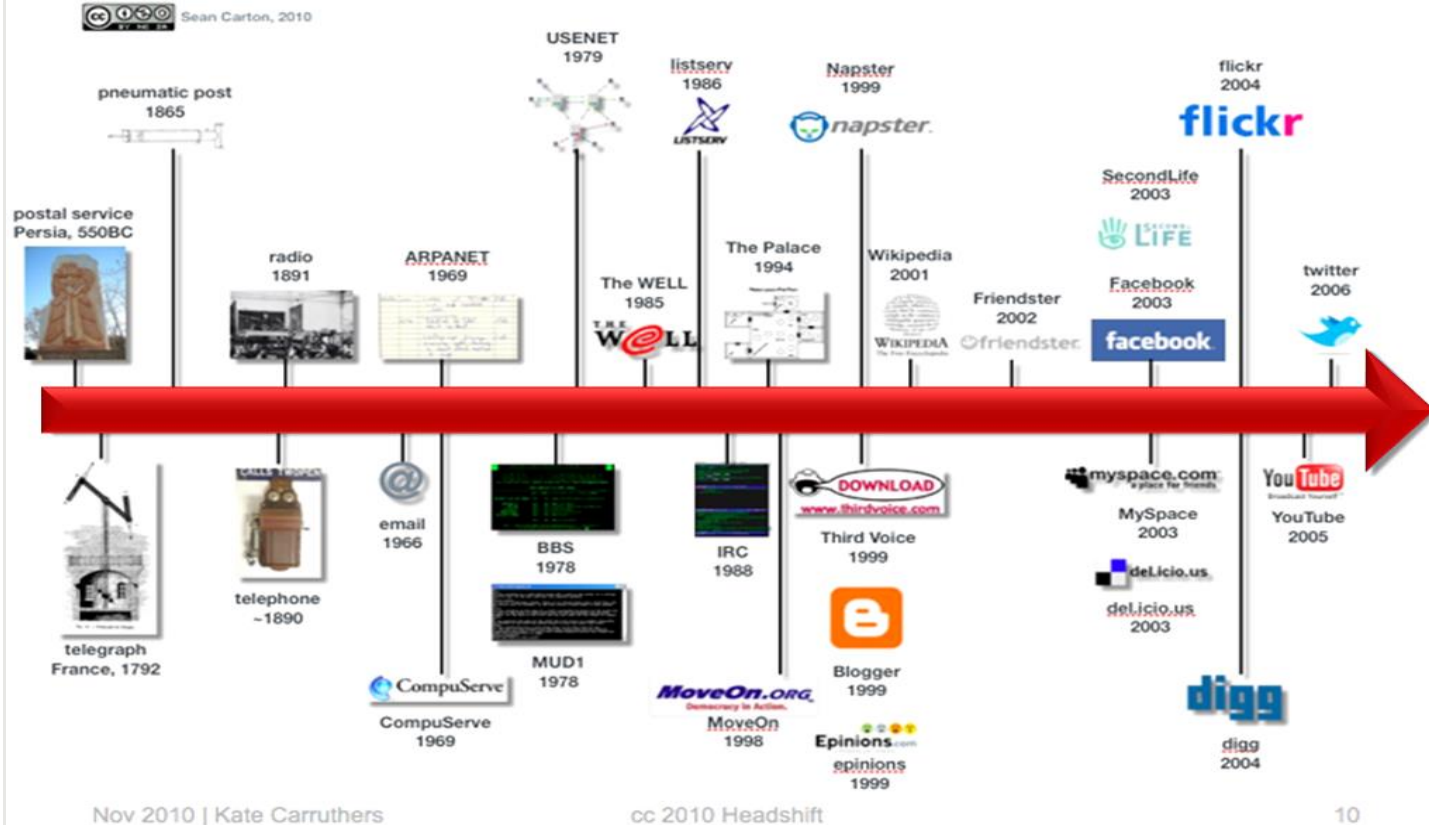 cc
BY NC SA
Sean Carton, 2010
USENET
1979
listserv
1986
LISTSERV
Napster
1999
napster.
flickr
2004
flickr
pneumatic post
1865
SecondLife
2003
SECOND
LIFE
postal service
Persia, 550BC
radio
1891
ARPANET
1969
The WELL
1985
THE
WELL
The Palace
1994
Wikipedia
2001
WIKIPEDIA
The Free Encyclopedia
Friendster
2002
friendster.
Facebook
2003
facebook
twitter
2006
telegraph
France, 1792
telephone
~1890
@
email
1966
CompuServe
CompuServe
1969
BBS
1978
MUD1
1978
IRC
1988
MoveOn.ORG
Democracy in Action.
MoveOn
1998
DOWNLOAD
www.thirdvoice.com
Third Voice
1999
Blogger
1999
Epinions.com
epinions
1999
myspace.com
a place for friends
MySpace
2003
del.icio.us
del.icio.us
2003
digg
digg
2004
YouTube
Broadcast Yourself™
YouTube
2005
Nov 2010 | Kate Carruthers
cc 2010 Headshift
10